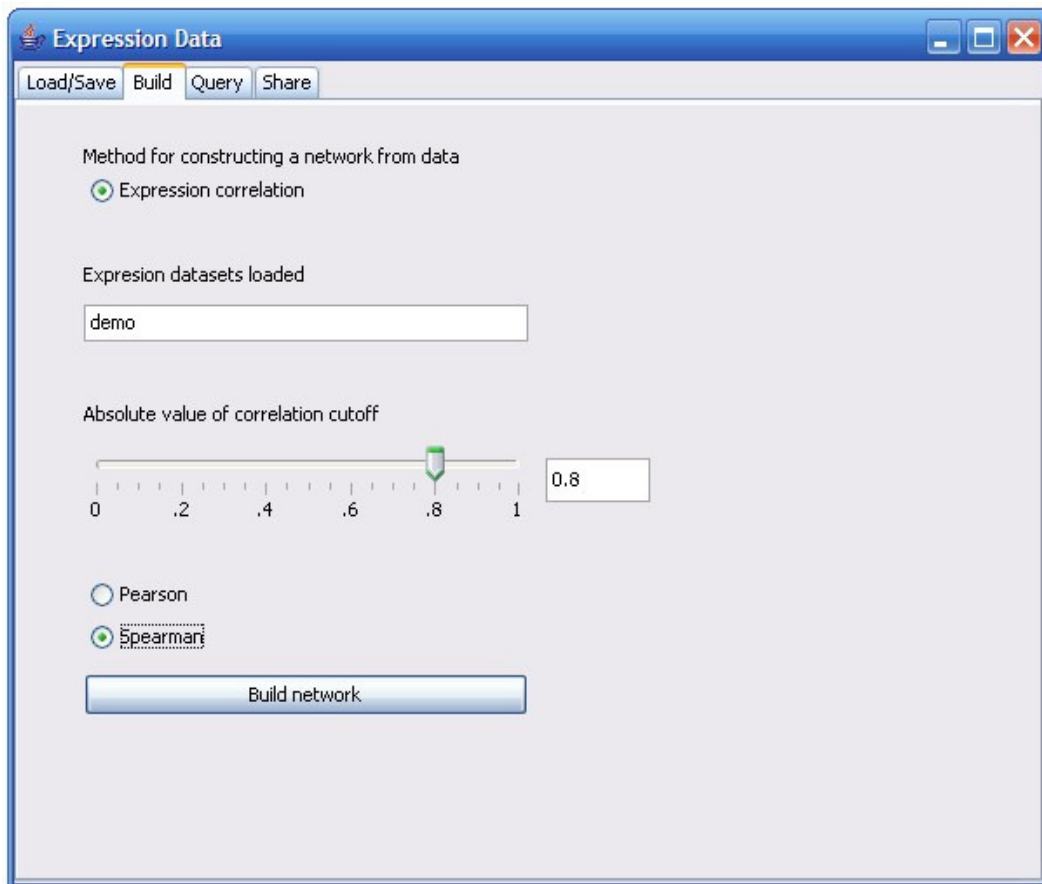 Expression Data
Load/Save Build Query Share
Method for constructing a network from data
Expression correlation
Expresion datasets loaded
demo
Absolute value of correlation cutoff
0.8
0 .2 .4 .6 .8 1
Pearson
Spearman
Build network